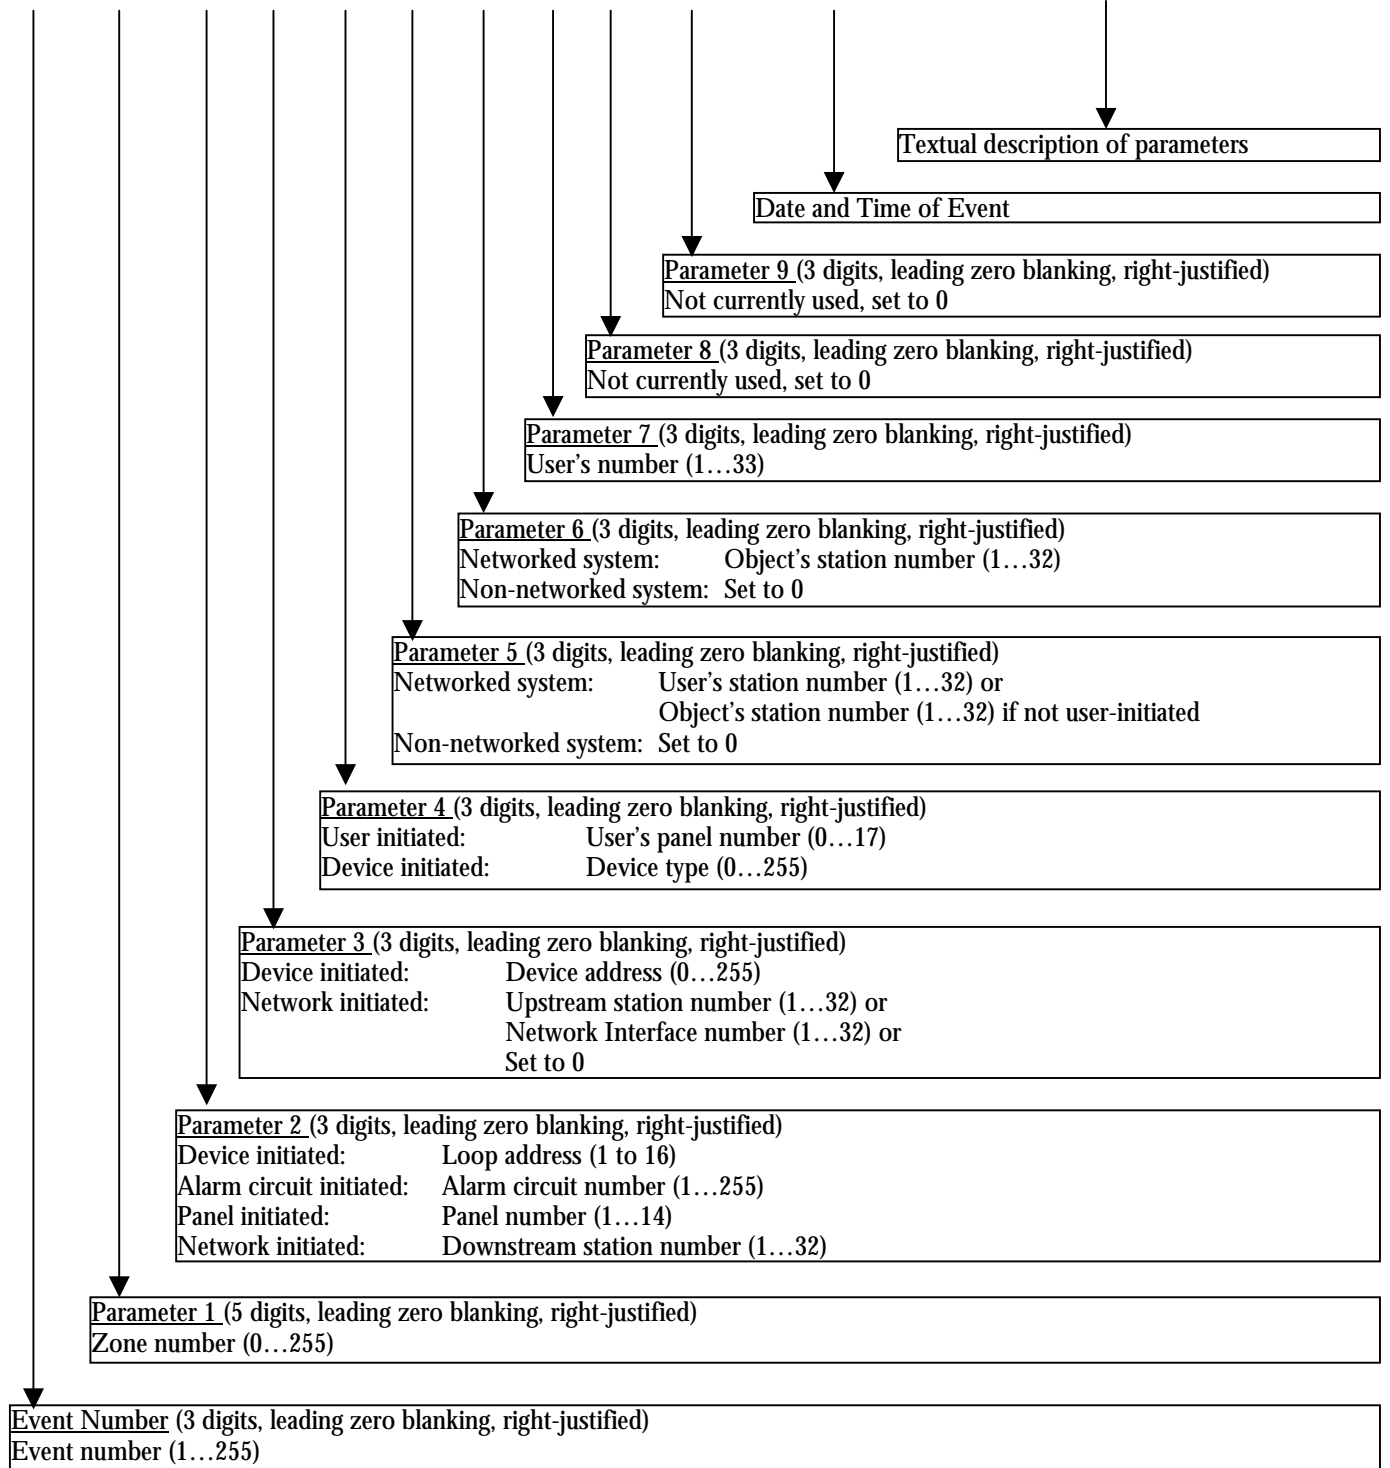 Textual description of parameters
Date and Time of Event
Parameter 9 (3 digits, leading zero blanking, right-justified)
Not currently used, set to 0
Parameter 8 (3 digits, leading zero blanking, right-justified)
Not currently used, set to 0
Parameter 7 (3 digits, leading zero blanking, right-justified)
User's number (1…33)
Parameter 6 (3 digits, leading zero blanking, right-justified)
Networked system: Object's station number (1…32)
Non-networked system: Set to 0
Parameter 5 (3 digits, leading zero blanking, right-justified)
Networked system: User's station number (1…32) or
Object's station number (1…32) if not user-initiated
Non-networked system: Set to 0
Parameter 4 (3 digits, leading zero blanking, right-justified)
User initiated: User's panel number (0…17)
Device initiated: Device type (0…255)
Parameter 3 (3 digits, leading zero blanking, right-justified)
Device initiated: Device address (0…255)
Network initiated: Upstream station number (1…32) or
Network Interface number (1…32) or
Set to 0
Parameter 2 (3 digits, leading zero blanking, right-justified)
Device initiated: Loop address (1 to 16)
Alarm circuit initiated: Alarm circuit number (1…255)
Panel initiated: Panel number (1…14)
Network initiated: Downstream station number (1…32)
Parameter 1 (5 digits, leading zero blanking, right-justified)
Zone number (0…255)
Event Number (3 digits, leading zero blanking, right-justified)
Event number (1…255)